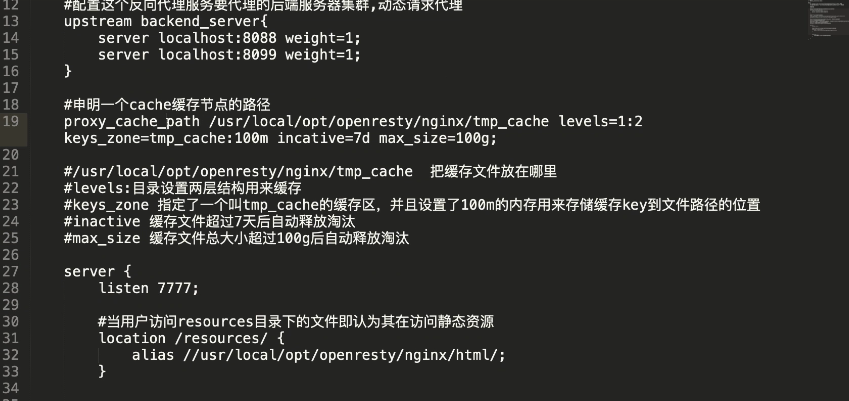 12 #配置这个反向代理服务要代理的后端服务器集群,动态请求代理
13 upstream backend_server{
14 server localhost:8088 weight=1;
15 server localhost:8099 weight=1;
16 }
17
18 #申明一个cache缓存节点的路径
19 proxy_cache_path /usr/local/opt/openresty/nginx/tmp_cache levels=1:2
keys_zone=tmp_cache:100m incative=7d max_size=100g;
20
21 #/usr/local/opt/openresty/nginx/tmp_cache 把缓存文件放在哪里
22 #levels:目录设置两层结构用来缓存
23 #keys_zone 指定了一个叫tmp_cache的缓存区，并且设置了100m的内存用来存储缓存key到文件路径的位置
24 #inactive 缓存文件超过7天后自动释放淘汰
25 #max_size 缓存文件总大小超过100g后自动释放淘汰
26
27 server {
28 listen 7777;
29
30 #当用户访问resources目录下的文件即认为其在访问静态资源
31 location /resources/ {
32 alias //usr/local/opt/openresty/nginx/html/;
33 }
34